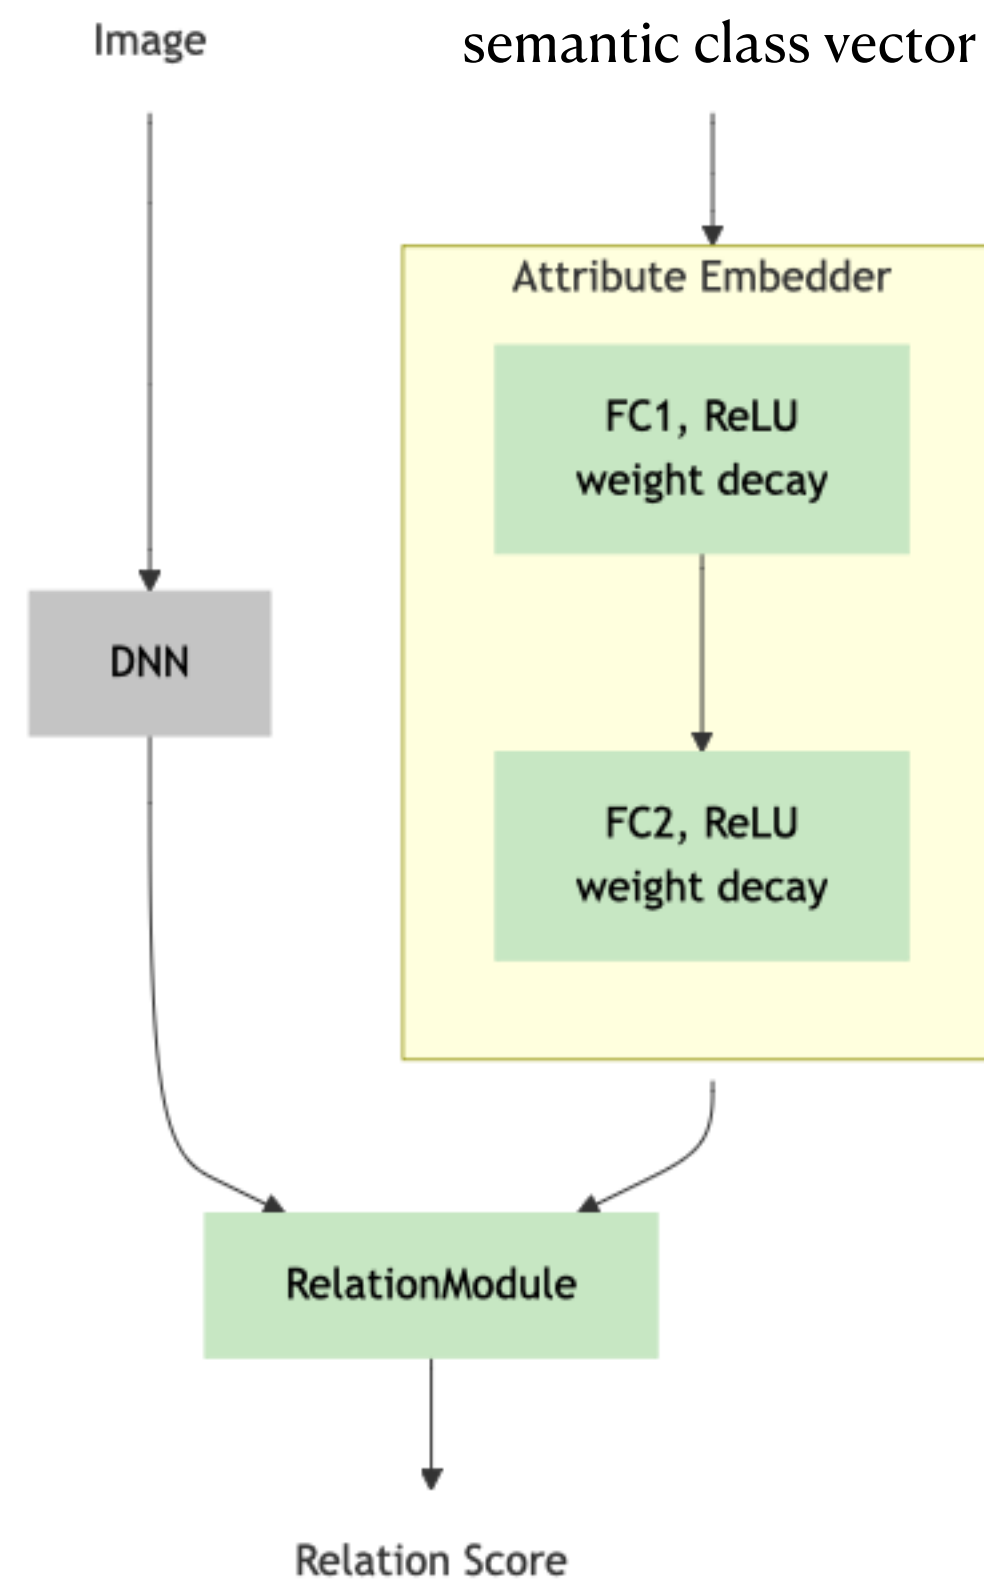 Image
semantic class vector
Attribute Embedder
FC1, ReLU
weight decay
DNN
FC2, ReLU
weight decay
RelationModule
Relation Score